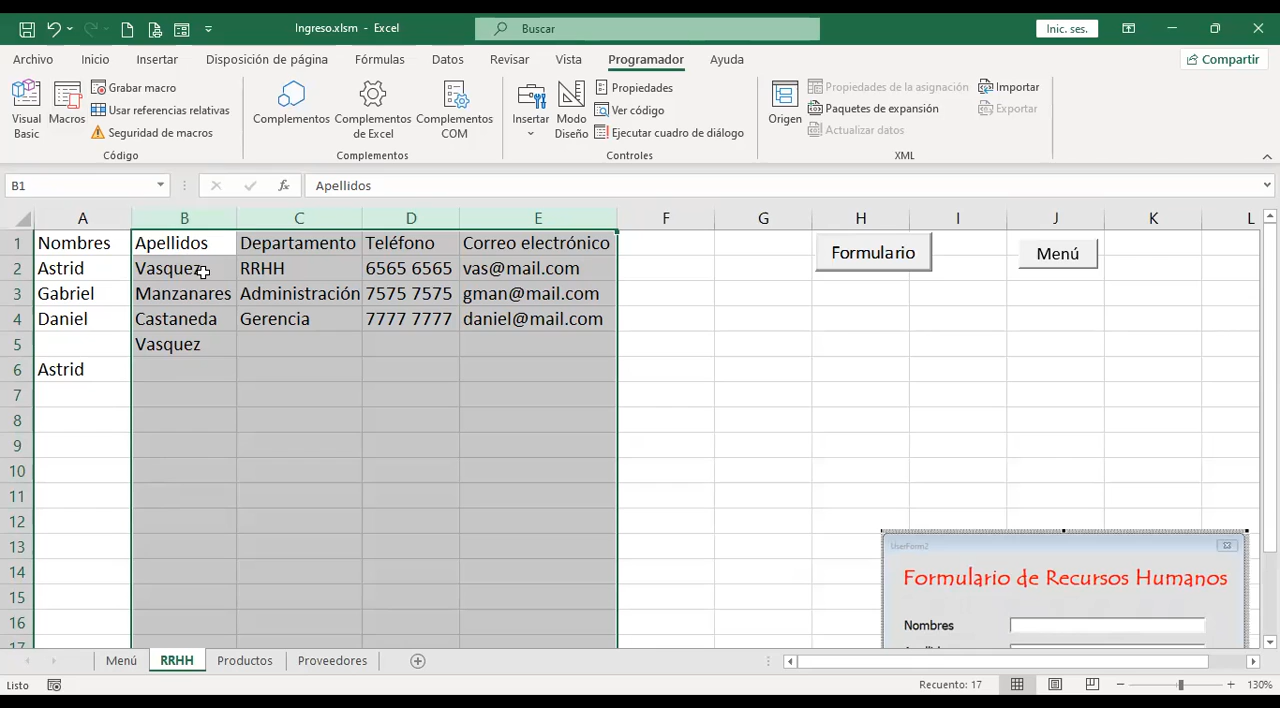 Ingreso.xlsm - Excel
Buscar
Inic. ses.
Archivo Inicio Insertar Disposición de página Fórmulas Datos Revisar Vista Programador Ayuda
Compartir
Visual Basic
Macros
Grabar macro
Usar referencias relativas
Seguridad de macros
Código
Complementos
Complementos de Excel
Complementos COM
Complementos
Insertar
Modo Diseño
Propiedades
Ver código
Ejecutar cuadro de diálogo
Controles
Origen
Propiedades de la asignación
Paquetes de expansión
Actualizar datos
Importar
Exportar
XML
B1
fx
Apellidos
A B C D E F G H I J K L
1 Nombres Apellidos Departamento Teléfono Correo electrónico
2 Astrid Vasquez RRHH 6565 6565 vas@mail.com
3 Gabriel Manzanares Administración 7575 7575 gman@mail.com
4 Daniel Castaneda Gerencia 7777 7777 daniel@mail.com
5 Vasquez
6 Astrid
7
8
9
10
11
12
13
14
15
16
17
Formulario
Menú
UserForm2
Formulario de Recursos Humanos
Nombres
Menú RRHH Productos Proveedores
Listo
Recuento: 17
130%